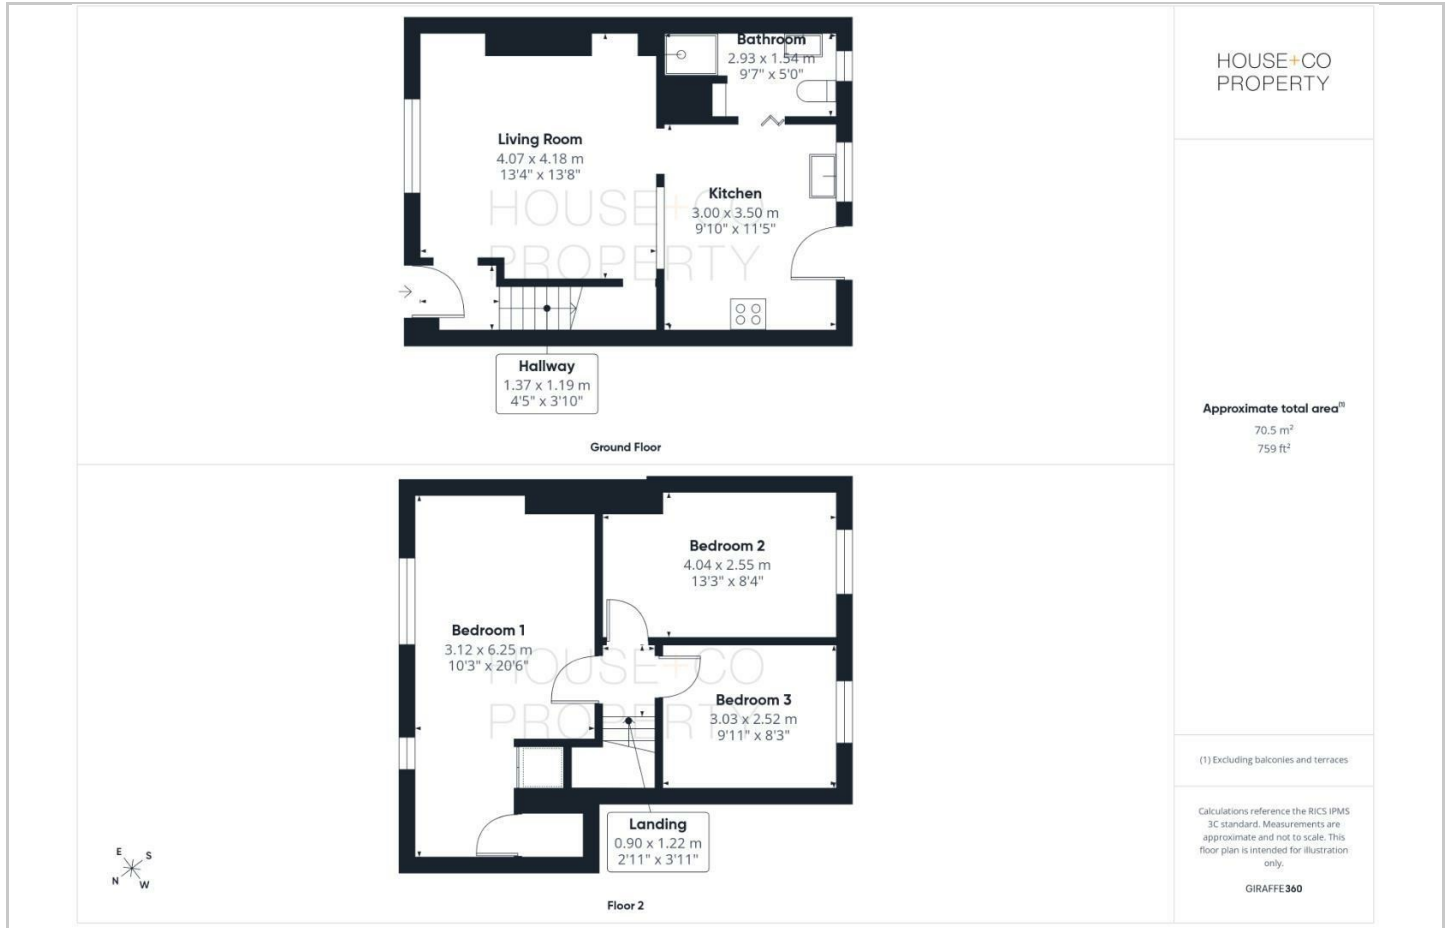 Bathroom
2.93 x 1.54 m
9'7" x 5'0"
Living Room
4.07 x 4.18 m
13'4" x 13'8"
Kitchen
3.00 x 3.50 m
9'10" x 11'5"
HOUSE+CO
PROPERTY
Hallway
1.37 x 1.19 m
4'5" x 3'10"
Ground Floor
Bedroom 2
4.04 x 2.55 m
13'3" x 8'4"
Bedroom 1
3.12 x 6.25 m
10'3" x 20'6"
HOUSE+CO
PROPERTY
Bedroom 3
3.03 x 2.52 m
9'11" x 8'3"
Landing
0.90 x 1.22 m
2'11" x 3'11"
E S
N W
Floor 2
HOUSE+CO
PROPERTY
Approximate total area(1)
70.5 m²
759 ft²
(1) Excluding balconies and terraces
Calculations reference the RICS IPMS
3C standard. Measurements are
approximate and not to scale. This
floor plan is intended for illustration
only.
GIRAFFE360